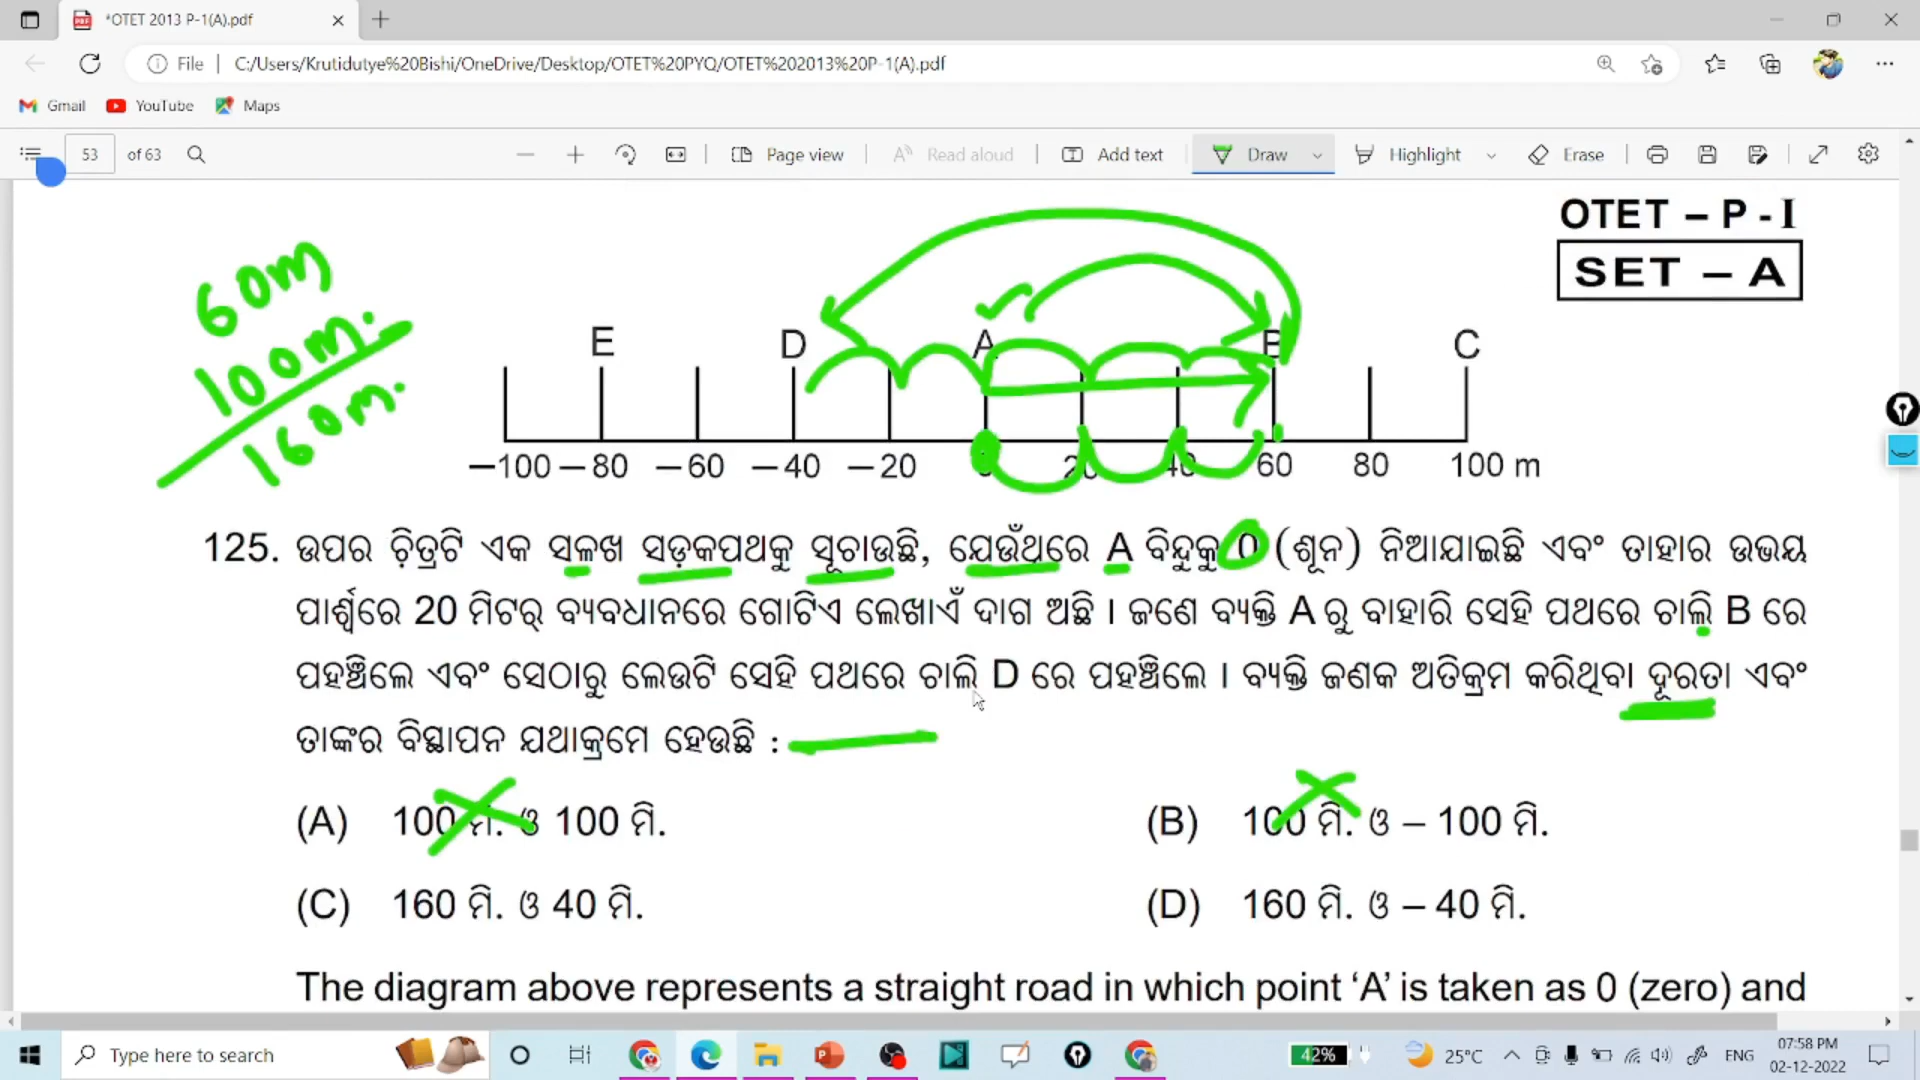 *OTET 2013 P-1(A).pdf
File C:/Users/Krutidutye%20Bishi/OneDrive/Desktop/OTET%20PYQ/OTET%202013%20P-1(A).pdf
Gmail YouTube Maps
53 of 63 Page view Read aloud Add text Draw Highlight Erase
OTET – P - I
SET – A
60m
100m.
160m.
E D A B C
–100 –80 –60 –40 –20 0 20 40 60 80 100 m
125. ଉପର ଚିତ୍ରଟି ଏକ ସଳଖ ସଡ଼କପଥକୁ ସୂଚାଉଛି, ଯେଉଁଥିରେ A ବିନ୍ଦୁକୁ 0 (ଶୂନ) ନିଆଯାଇଛି ଏବଂ ତାହାର ଉଭୟ
ପାର୍ଶ୍ଵରେ 20 ମିଟର୍ ବ୍ୟବଧାନରେ ଗୋଟିଏ ଲେଖାଏଁ ଦାଗ ଅଛି । ଜଣେ ବ୍ୟକ୍ତି A ରୁ ବାହାରି ସେହି ପଥରେ ଚାଲି B ରେ
ପହଞ୍ଚିଲେ ଏବଂ ସେଠାରୁ ଲେଉଟି ସେହି ପଥରେ ଚାଲି D ରେ ପହଞ୍ଚିଲେ । ବ୍ୟକ୍ତି ଜଣକ ଅତିକ୍ରମ କରିଥିବା ଦୂରତା ଏବଂ
ତାଙ୍କର ବିସ୍ଥାପନ ଯଥାକ୍ରମେ ହେଉଛି :
(A) 100 ମି. ଓ 100 ମି. (B) 100 ମି. ଓ – 100 ମି.
(C) 160 ମି. ଓ 40 ମି. (D) 160 ମି. ଓ – 40 ମି.
The diagram above represents a straight road in which point ‘A’ is taken as 0 (zero) and
Type here to search 42% 25°C ENG 07:58 PM
02-12-2022